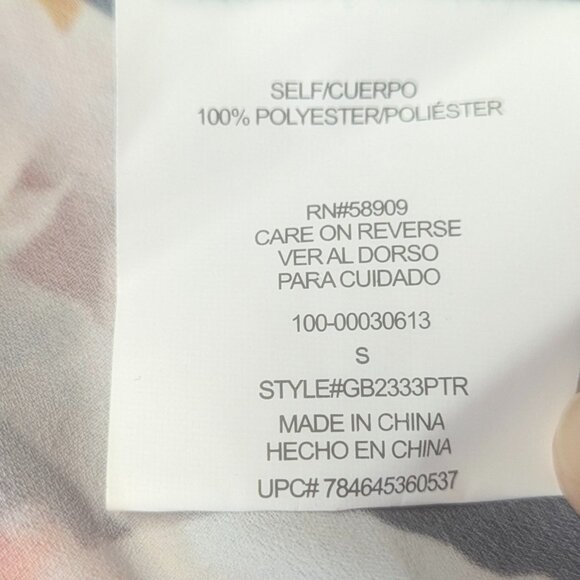 SELF/CUERPO
100% POLYESTER/POLIÉSTER
RN#58909
CARE ON REVERSE
VER AL DORSO
PARA CUIDADO
100-00030613
S
STYLE#GB2333PTR
MADE IN CHINA
HECHO EN CHINA
UPC# 784645360537